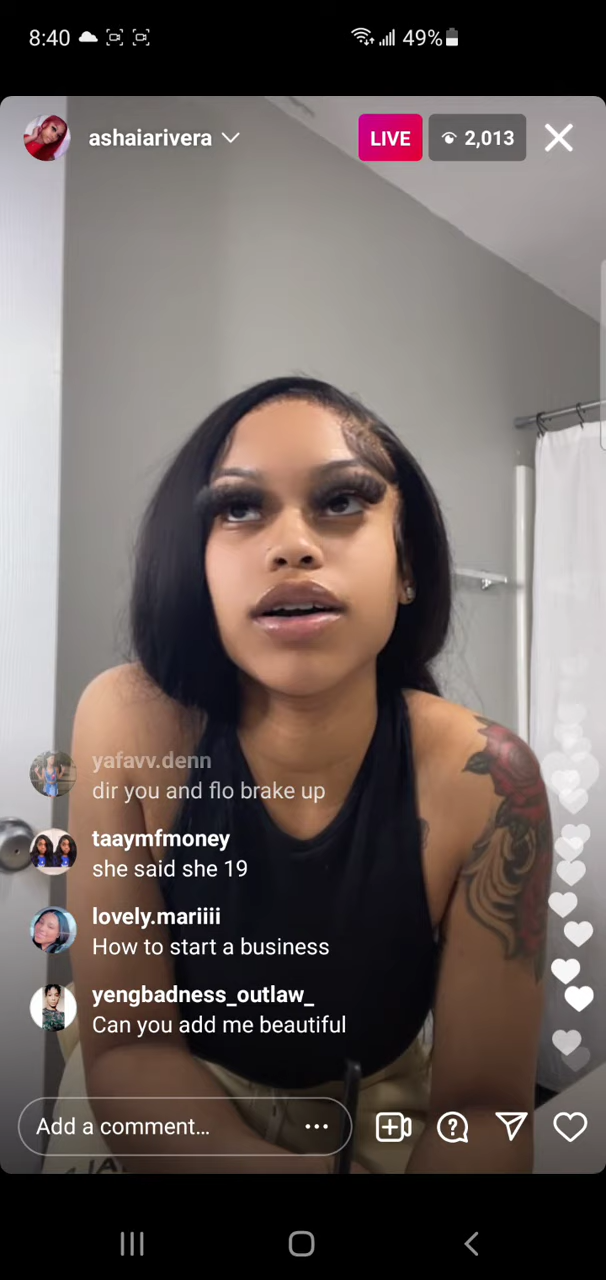 8:40
49%
ashaiarivera
LIVE
2,013
yafavv.denn
dir you and flo brake up
taaymfmoney
she said she 19
lovely.mariiii
How to start a business
yengbadness_outlaw_
Can you add me beautiful
Add a comment...